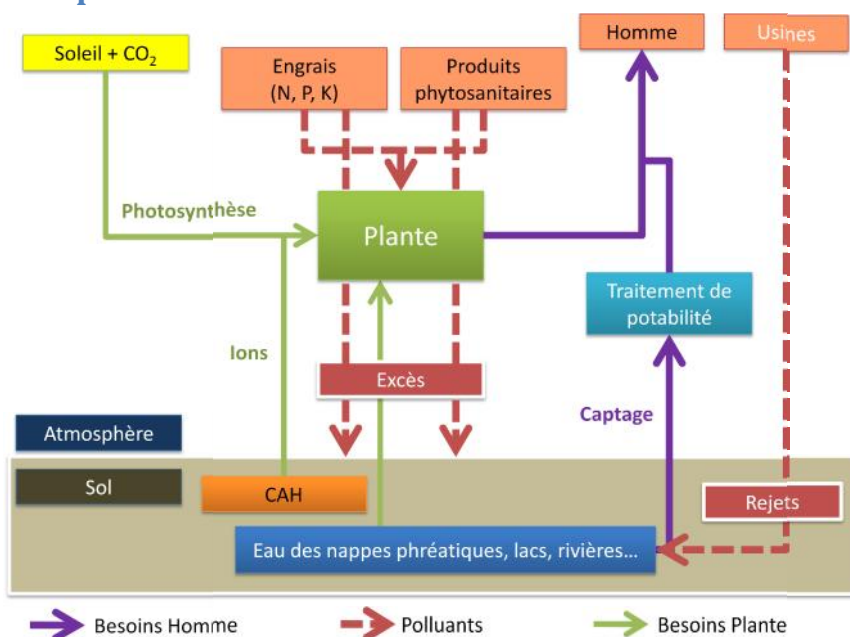 Soleil + CO₂
Engrais
(N, P, K)
Produits
phytosanitaires
Homme
Usines
Photosynthèse
Plante
Traitement de
potabilité
Ions
Excès
Captage
Atmosphère
Sol
CAH
Rejets
Eau des nappes phréatiques, lacs, rivières...
Besoins Homme
Polluants
Besoins Plante